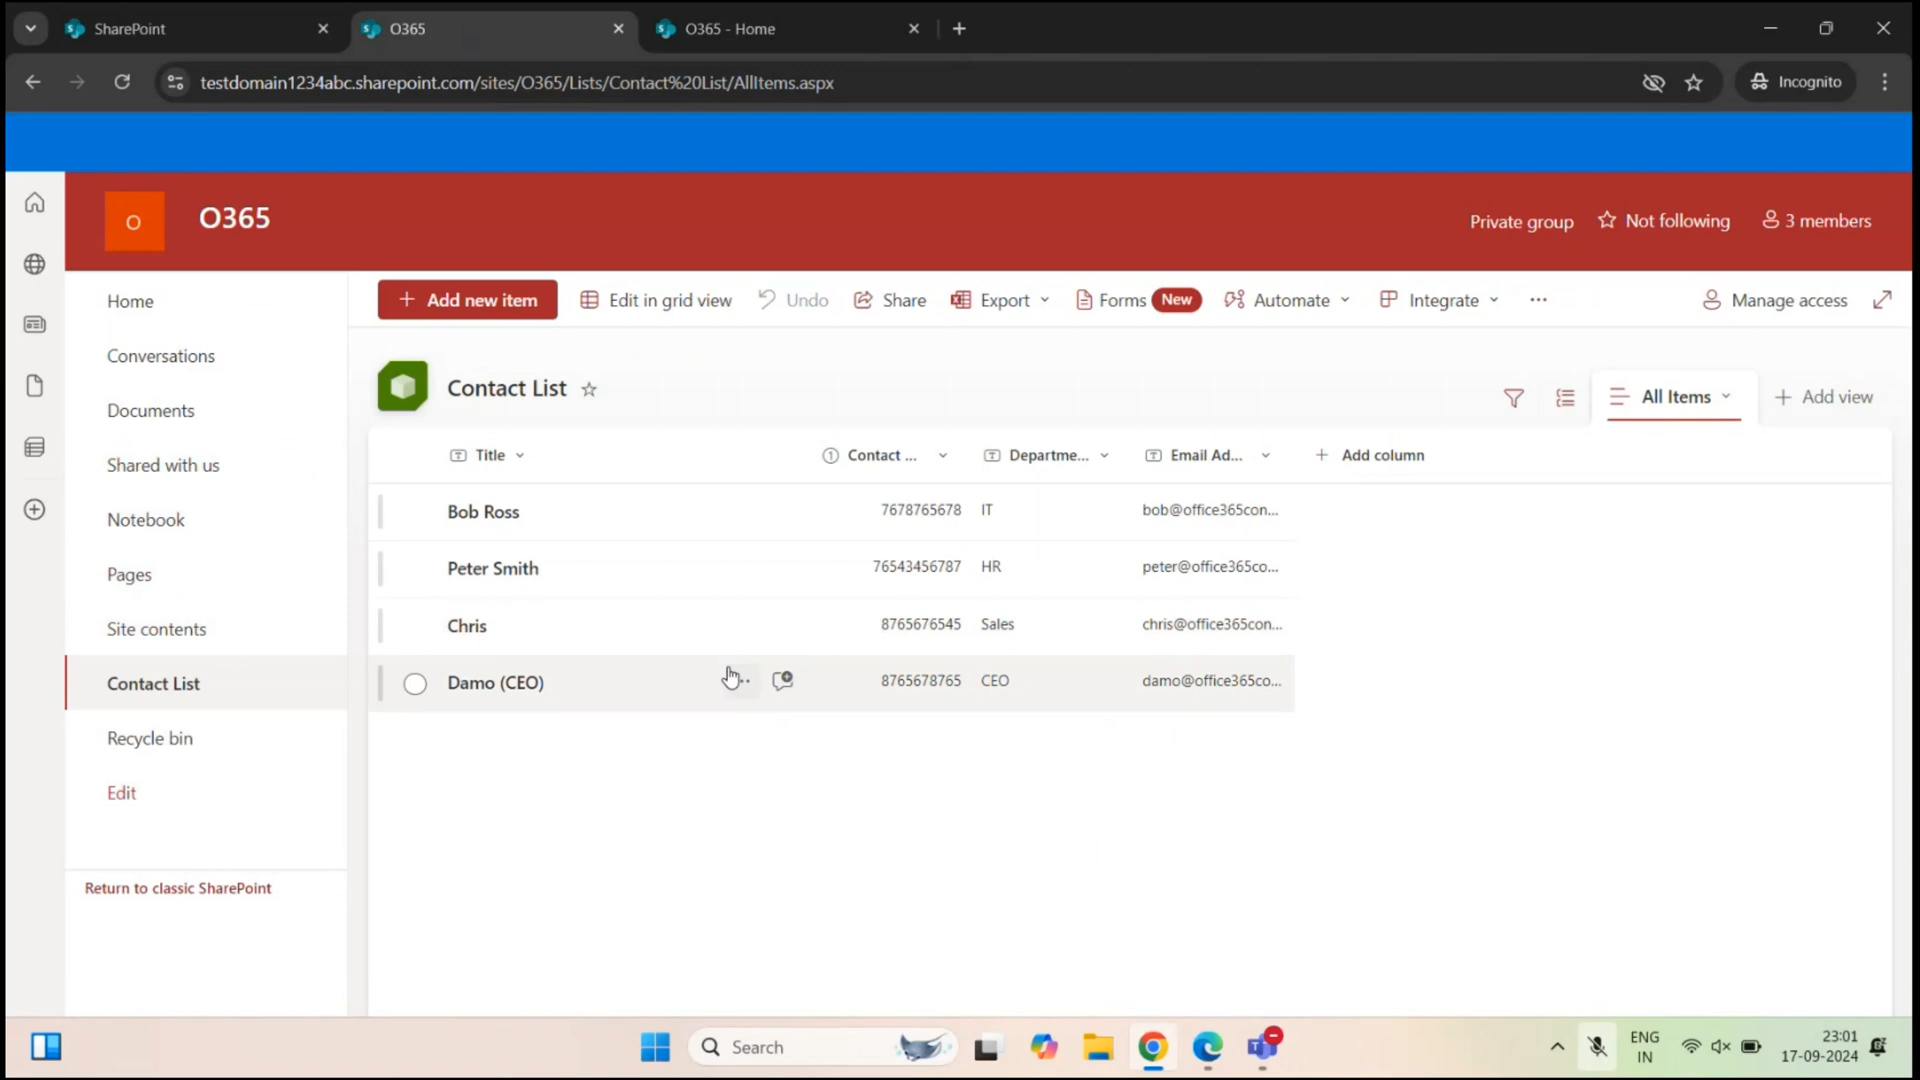 SharePoint
O365
O365 - Home
testdomain1234abc.sharepoint.com/sites/O365/Lists/Contact%20List/AllItems.aspx
Incognito
O
O365
Private group
Not following
3 members
Home
Conversations
Documents
Shared with us
Notebook
Pages
Site contents
Contact List
Recycle bin
Edit
Return to classic SharePoint
Add new item
Edit in grid view
Undo
Share
Export
Forms
New
Automate
Integrate
Manage access
Contact List
All Items
Add view
Title
Contact ...
Departme...
Email Ad...
Add column
Bob Ross 7678765678 IT bob@office365con...
Peter Smith 76543456787 HR peter@office365co...
Chris 8765676545 Sales chris@office365con...
Damo (CEO) 8765678765 CEO damo@office365co...
Search
ENG
IN
23:01
17-09-2024